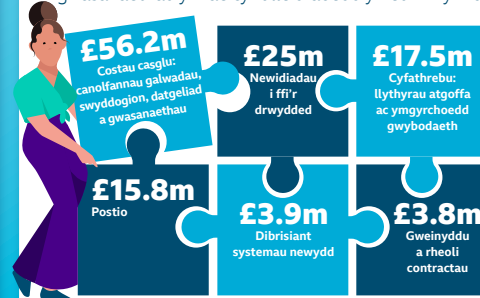 £56.2m
Costau casglu:
canolfannau galwadau,
swyddogion, datgeliad
a gwasanaethau
£25m
Newidiadau
i ffi'r
drwydded
£17.5m
Cyfathrebu:
llythyrau atgoffa
ac ymgyrchoedd
gwybodaeth
£15.8m
Postio
£3.9m
Dibrisiant
systemau newydd
£3.8m
Gweinyddu
a rheoli
contractau